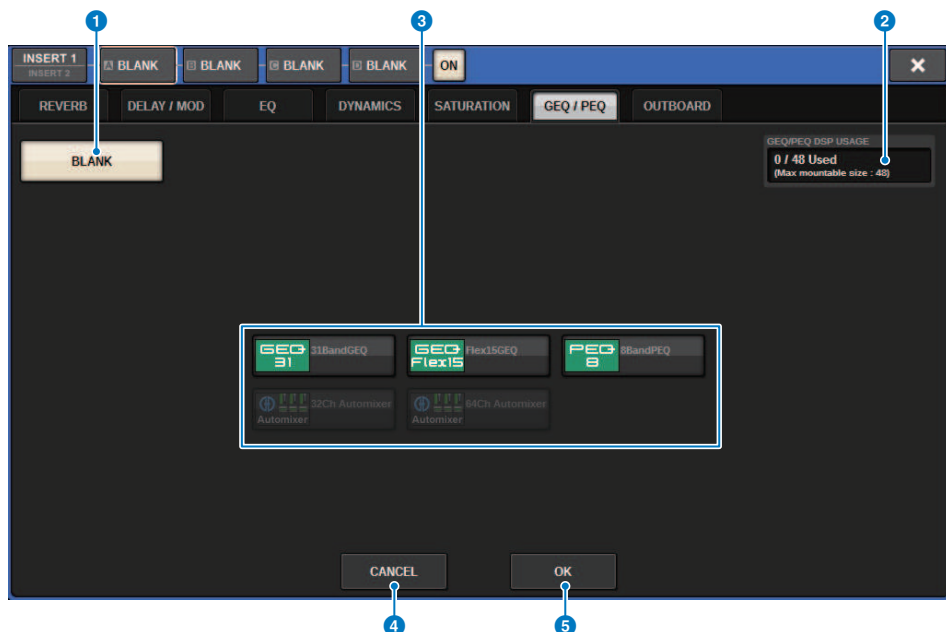 1
3
2
INSERT 1
INSERT 2
A BLANK
B BLANK
C BLANK
D BLANK
ON
×
REVERB
DELAY / MOD
EQ
DYNAMICS
SATURATION
GEQ / PEQ
OUTBOARD
BLANK
GEQ/PEQ DSP USAGE
0 / 48 Used
(Max mountable size : 48)
GEQ
31
31BandGEQ
GEQ
Flex15
Flex15GEQ
PEQ
8
8BandPEQ
Automixer
32Ch Automixer
Automixer
64Ch Automixer
CANCEL
OK
4
5